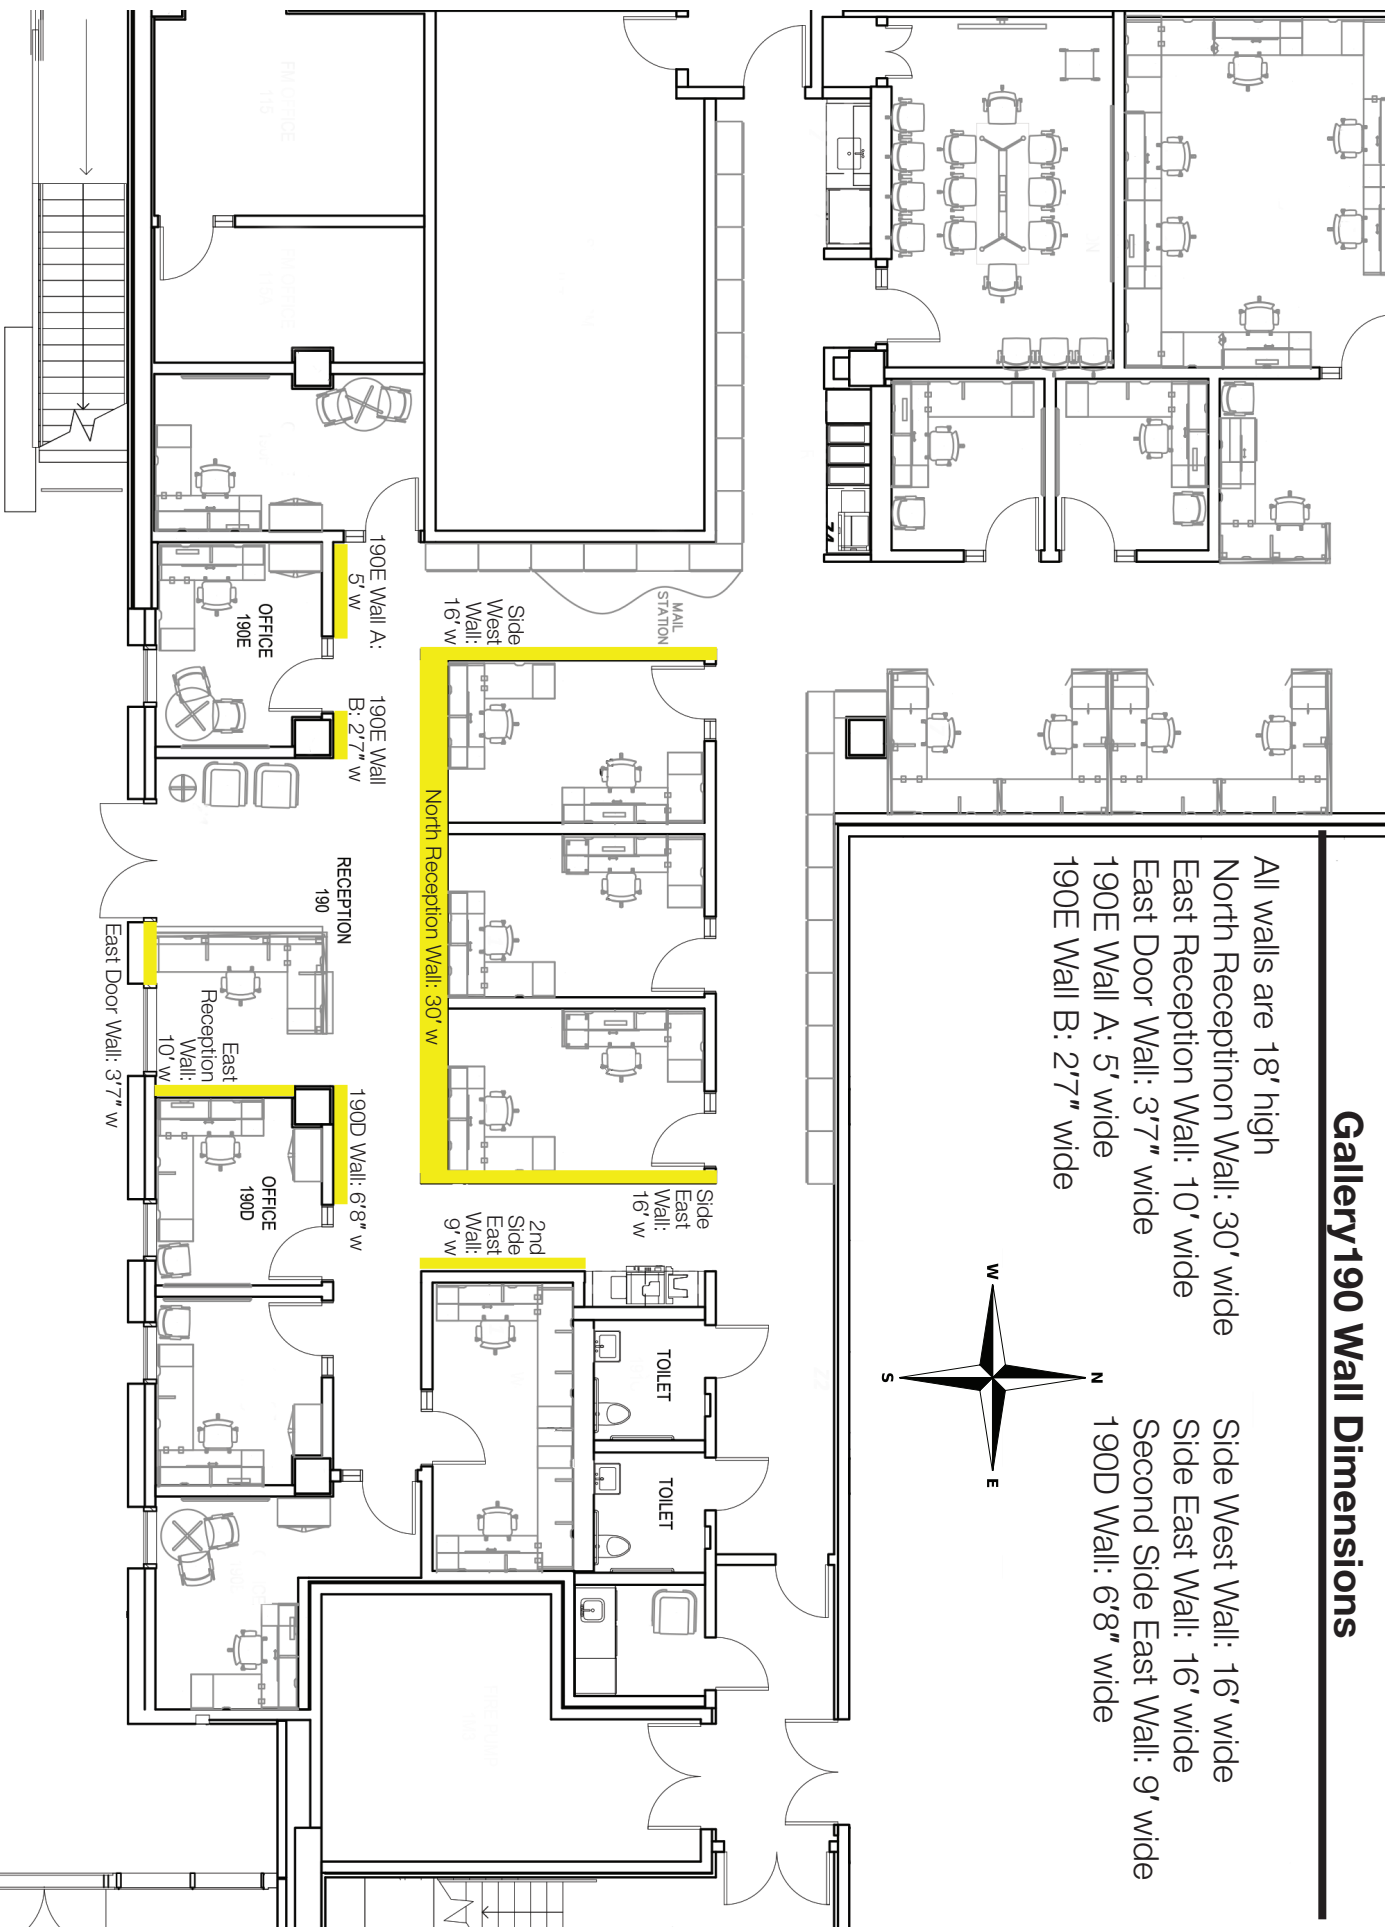 Gallery190 Wall Dimensions
All walls are 18' high
North Receptinon Wall: 30' wide
East Reception Wall: 10' wide
East Door Wall: 3'7" wide
190E Wall A: 5' wide
190E Wall B: 2'7" wide
Side West Wall: 16' wide
Side East Wall: 16' wide
Second Side East Wall: 9' wide
190D Wall: 6'8" wide
N
W
E
S
MAIL
STATION
Side
West
Wall:
16' w
Side
East
Wall:
16' w
2nd
Side
East
Wall:
9' w
TOILET
TOILET
North Reception Wall: 30' w
190E Wall A:
5' w
190E Wall
B: 2'7" w
190D Wall: 6'8" w
RECEPTION
190
OFFICE
190E
OFFICE
190D
East
Reception
Wall:
10' w
East Door Wall: 3'7" w